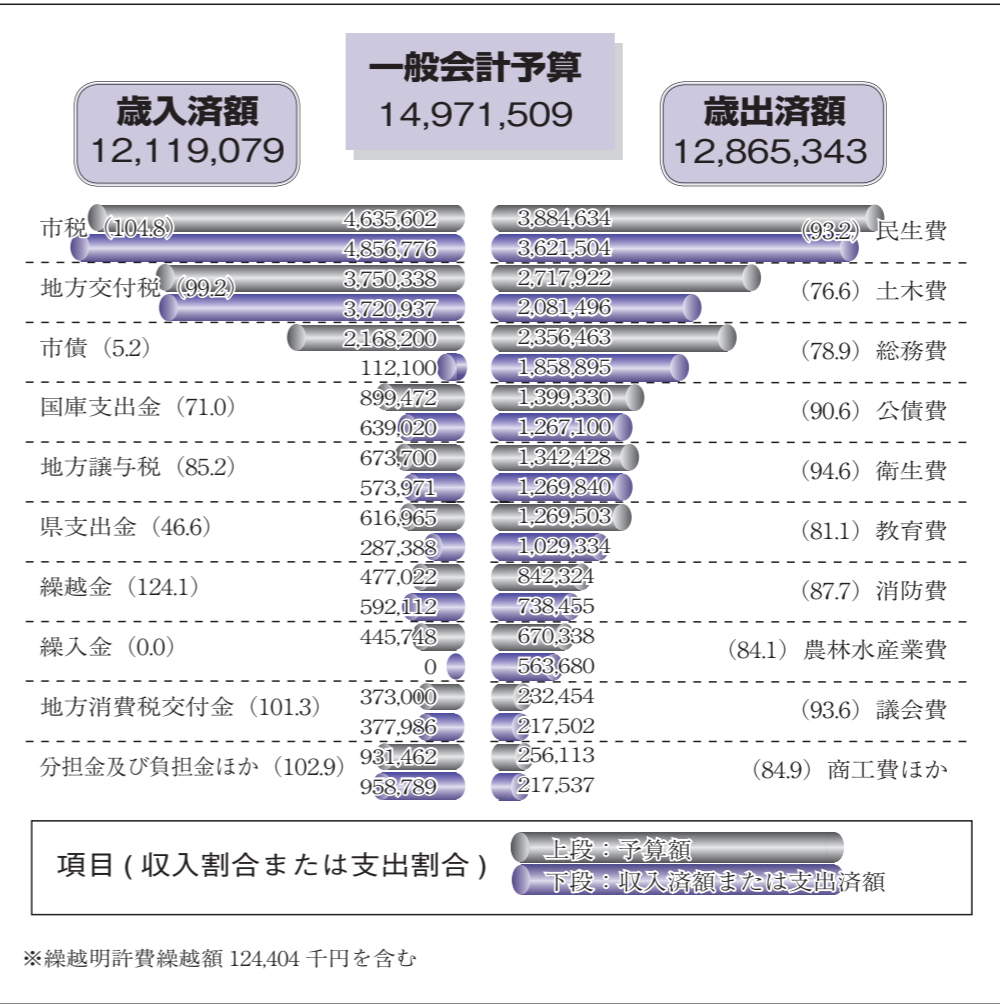 一般会計予算
14,971,509
歳入済額
12,119,079
歳出済額
12,865,343
市税（104.8） 4,635,602
4,856,776
地方交付税（99.2） 3,750,338
3,720,937
市債（5.2） 2,168,200
112,100
国庫支出金（71.0） 899,472
639,020
地方譲与税（85.2） 673,700
573,971
県支出金（46.6） 616,965
287,388
繰越金（124.1） 477,022
592,112
繰入金（0.0） 445,748
0
地方消費税交付金（101.3） 373,000
377,986
分担金及び負担金ほか（102.9） 931,462
958,789
3,884,634 （93.2）民生費
3,621,504
2,717,922 （76.6）土木費
2,081,496
2,356,463 （78.9）総務費
1,858,895
1,399,330 （90.6）公債費
1,267,100
1,342,428 （94.6）衛生費
1,269,840
1,269,503 （81.1）教育費
1,029,334
842,324 （87.7）消防費
738,455
670,338 （84.1）農林水産業費
563,680
232,454 （93.6）議会費
217,502
256,113 （84.9）商工費ほか
217,537
項目(収入割合または支出割合)
上段：予算額
下段：収入済額または支出済額
※繰越明許費繰越額 124,404 千円を含む